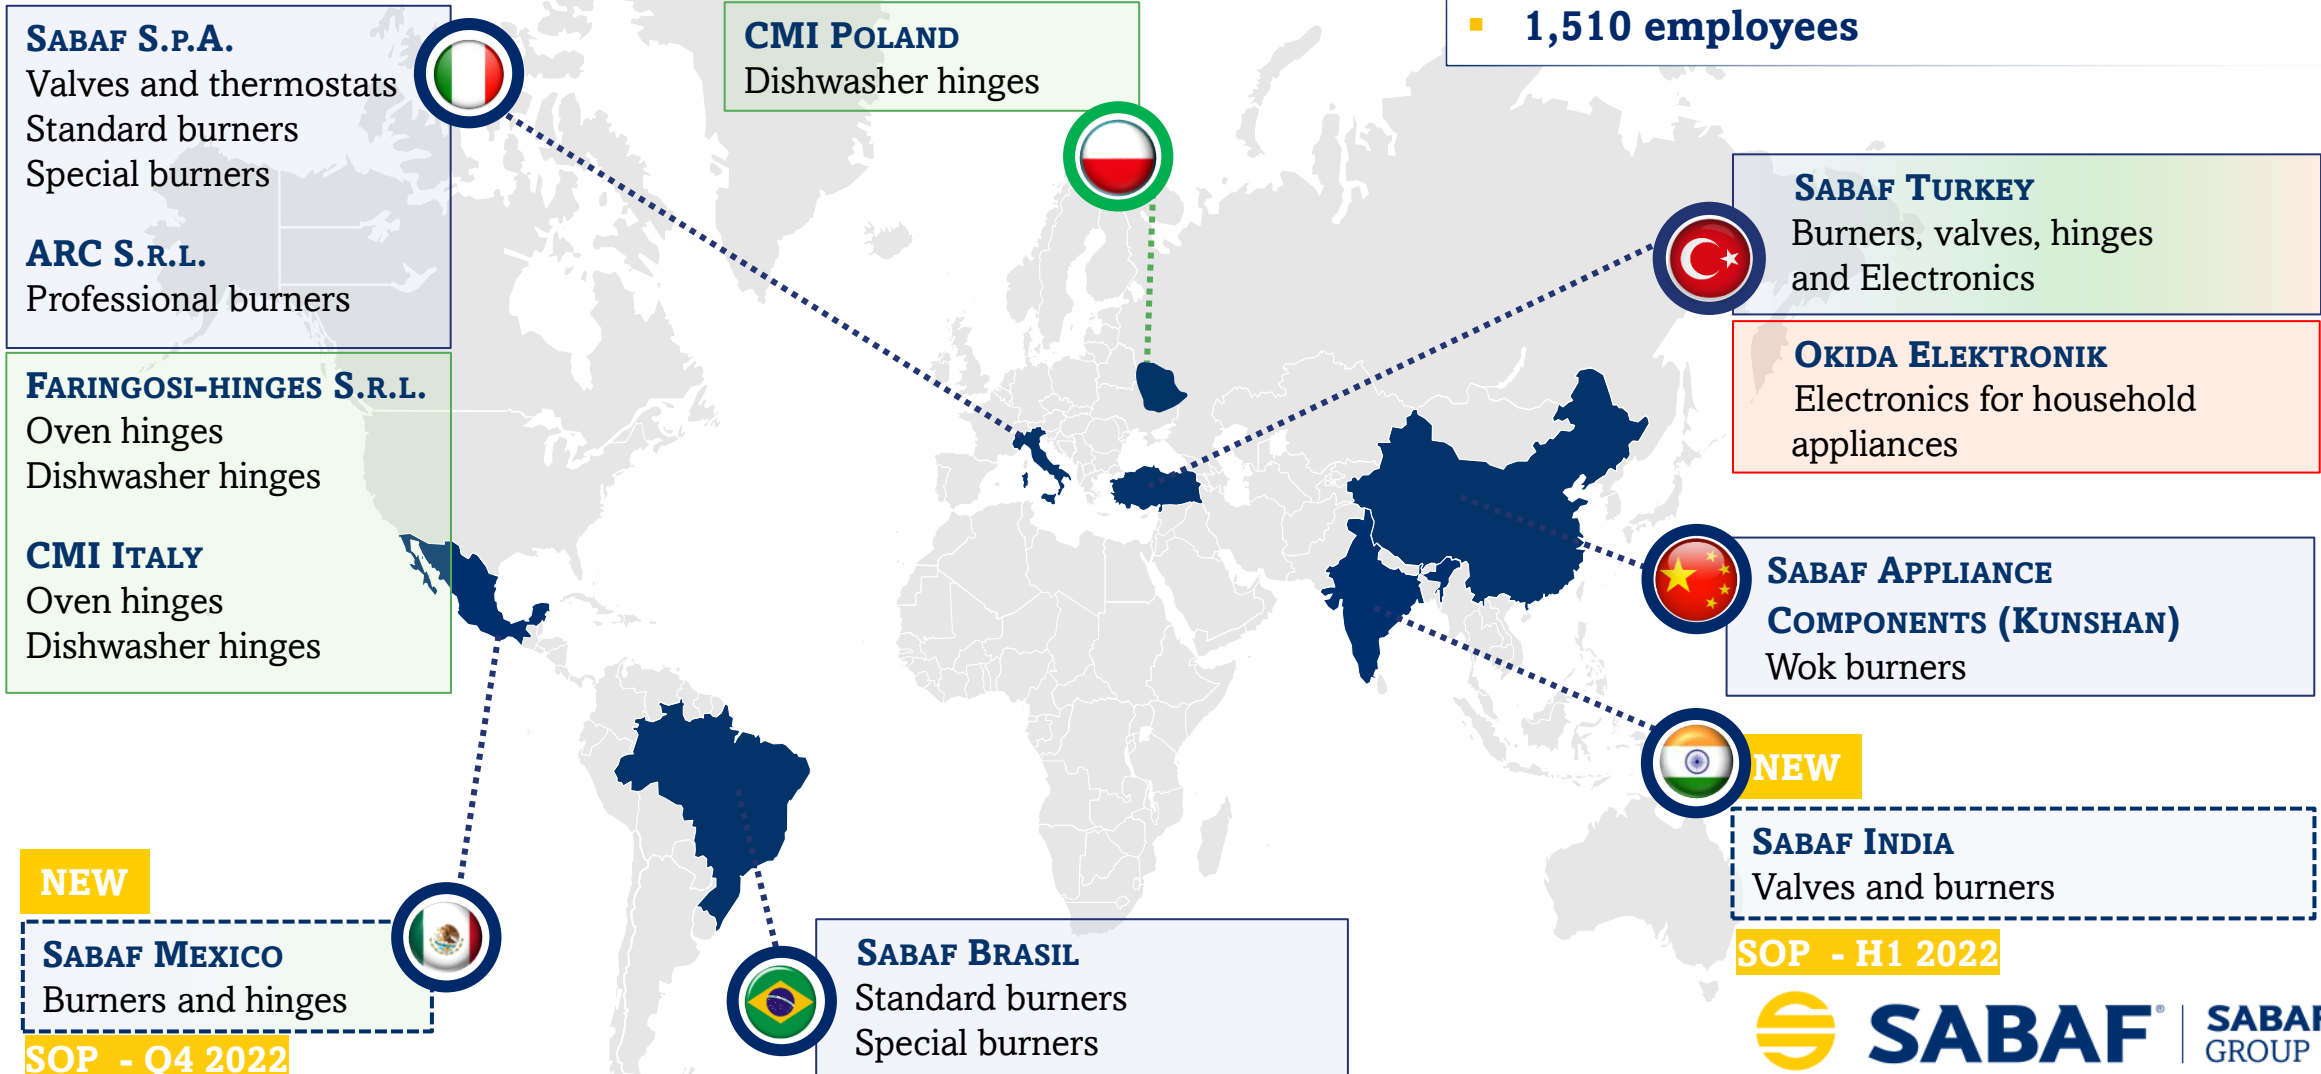 SABAF S.P.A.
Valves and thermostats
Standard burners
Special burners
ARC S.R.L.
Professional burners
FARINGOSI-HINGES S.R.L.
Oven hinges
Dishwasher hinges
CMI ITALY
Oven hinges
Dishwasher hinges
CMI POLAND
Dishwasher hinges
▪ 1,510 employees
SABAF TURKEY
Burners, valves, hinges
and Electronics
OKIDA ELEKTRONIK
Electronics for household
appliances
SABAF APPLIANCE
COMPONENTS (KUNSHAN)
Wok burners
NEW
SABAF INDIA
Valves and burners
SOP - H1 2022
NEW
SABAF MEXICO
Burners and hinges
SOP - Q4 2022
SABAF BRASIL
Standard burners
Special burners
SABAF®
SABAF
GROUP